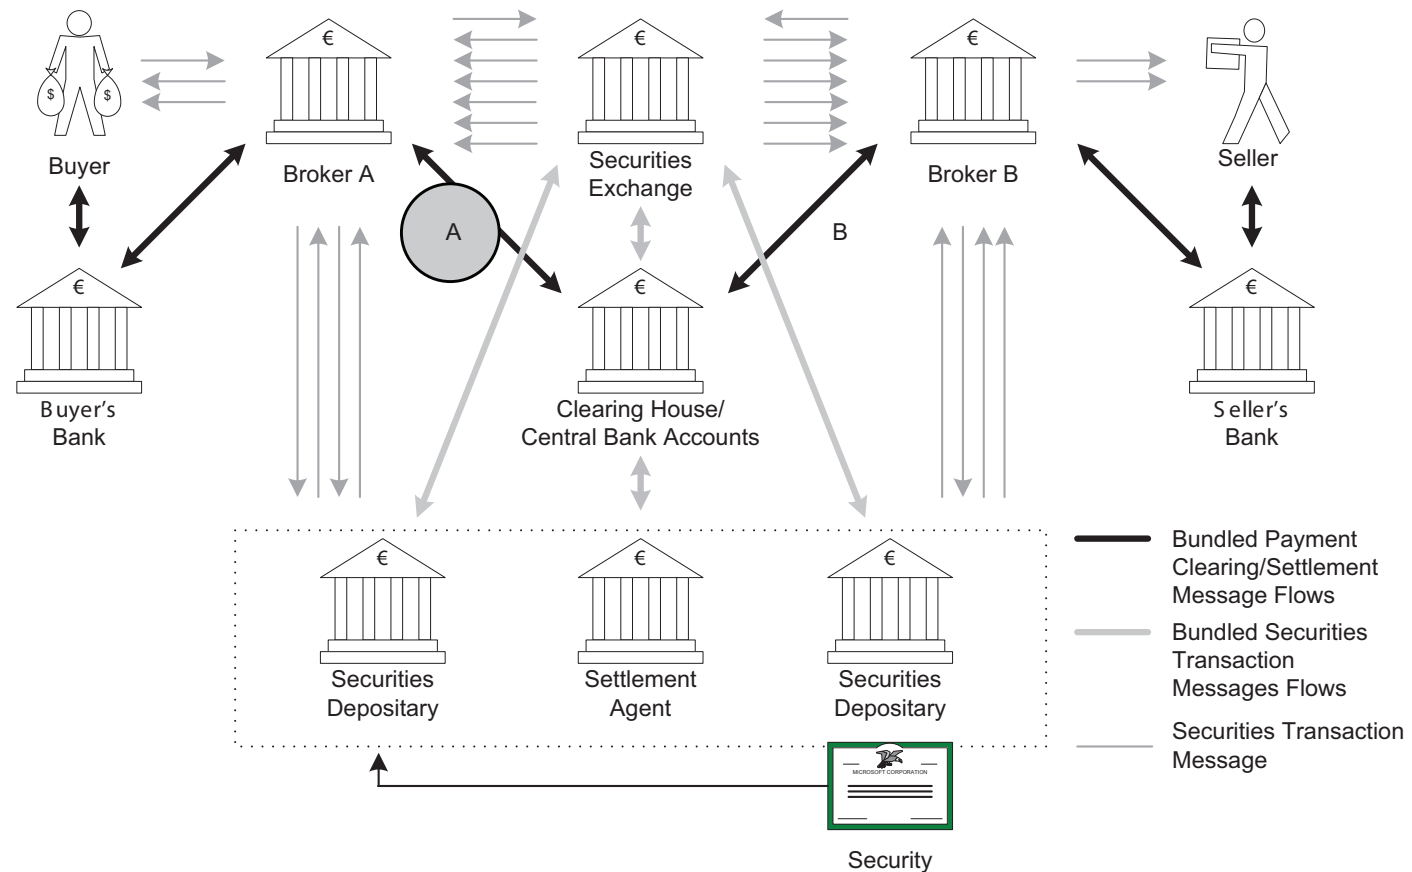 €
€
€
$
$
Buyer
Broker A
Securities
Exchange
Broker B
Seller
A
B
€
€
€
Buyer's
Bank
Clearing House/
Central Bank Accounts
Seller's
Bank
€
€
€
Securities
Depositary
Settlement
Agent
Securities
Depositary
Bundled Payment
Clearing/Settlement
Message Flows
Bundled Securities
Transaction
Messages Flows
Securities Transaction
Message
MICROSOFT CORPORATION
Security